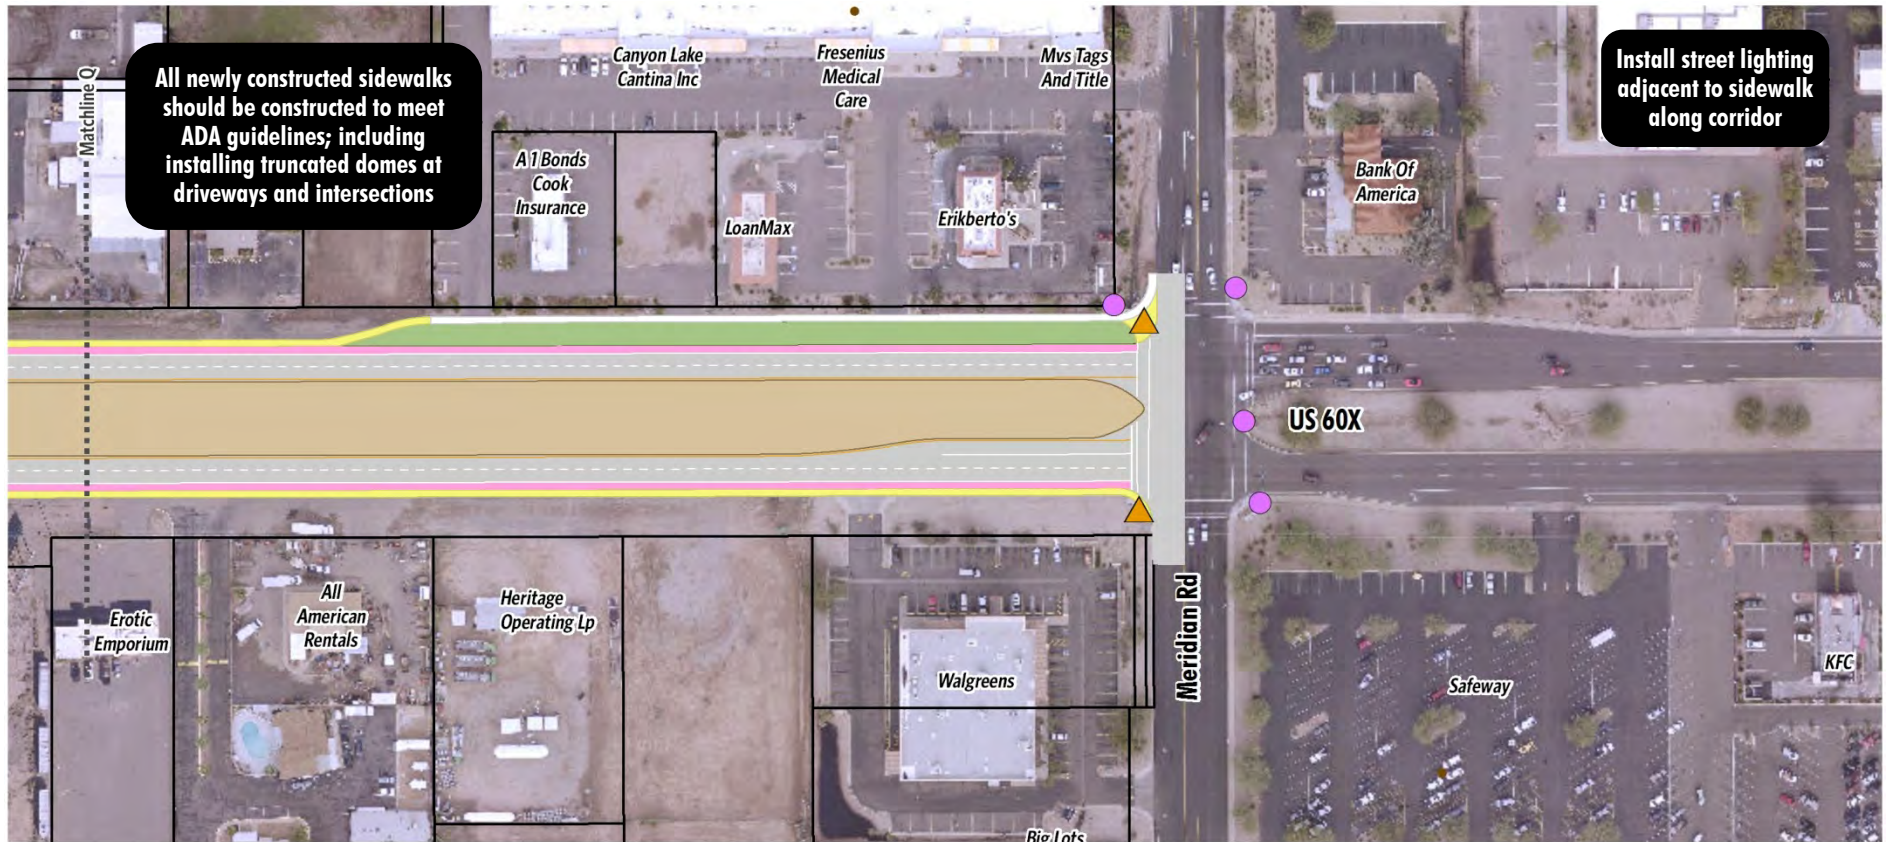 Matchline Q
All newly constructed sidewalks
should be constructed to meet
ADA guidelines; including
installing truncated domes at
driveways and intersections
Canyon Lake
Cantina Inc
Fresenius
Medical
Care
Mvs Tags
And Title
Install street lighting
adjacent to sidewalk
along corridor
A 1 Bonds
Cook
Insurance
LoanMax
Erikberto's
Bank Of
America
US 60X
Meridian Rd
Erotic
Emporium
All
American
Rentals
Heritage
Operating Lp
Walgreens
Safeway
KFC
Big Lots